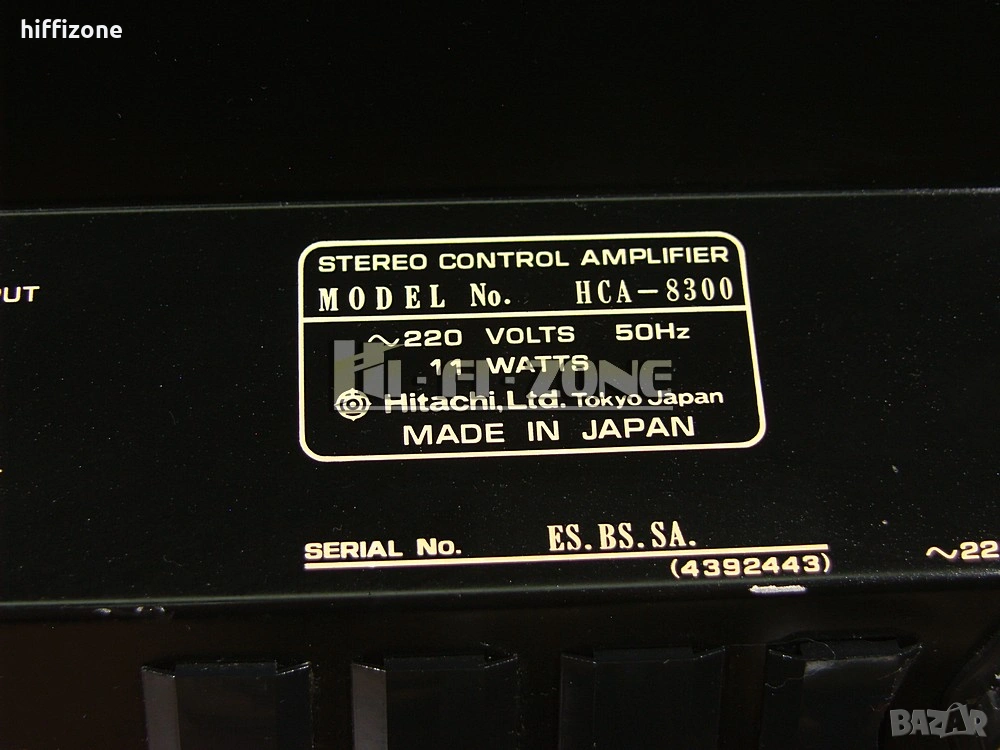 hiffizone
STEREO CONTROL AMPLIFIER
PUT
MODEL No. HCA-8300
~220 VOLTS 50Hz
11 WATTS
Hi-Fi-ZONE
Hitachi, Ltd. Tokyo Japan
MADE IN JAPAN
SERIAL No. ES. BS. SA.
~22
(4392443)
BAZAR